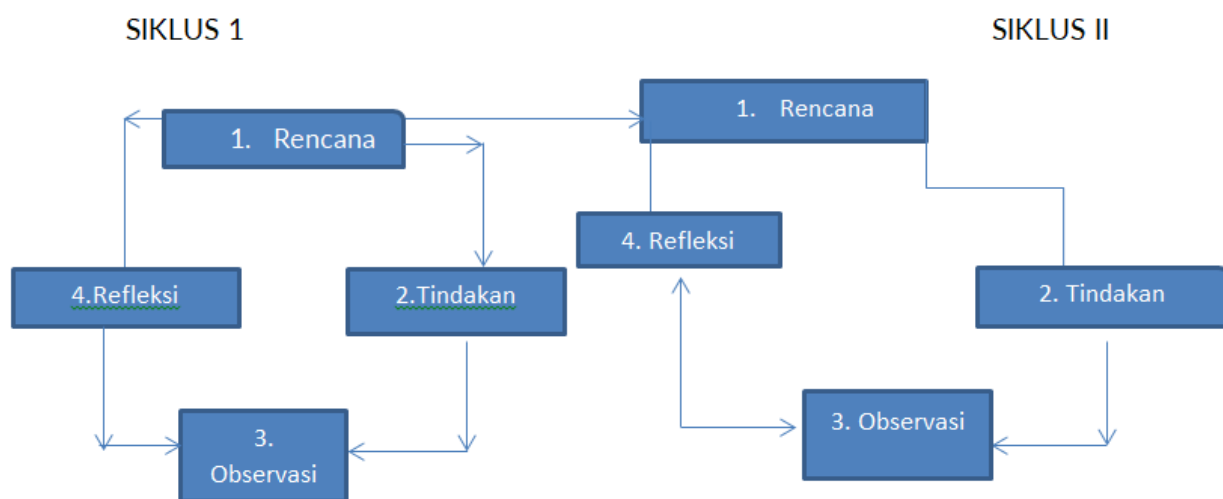 SIKLUS 1
SIKLUS II
1. Rencana
1. Rencana
4. Refleksi
4.Refleksi
2.Tindakan
2. Tindakan
3.
Observasi
3. Observasi